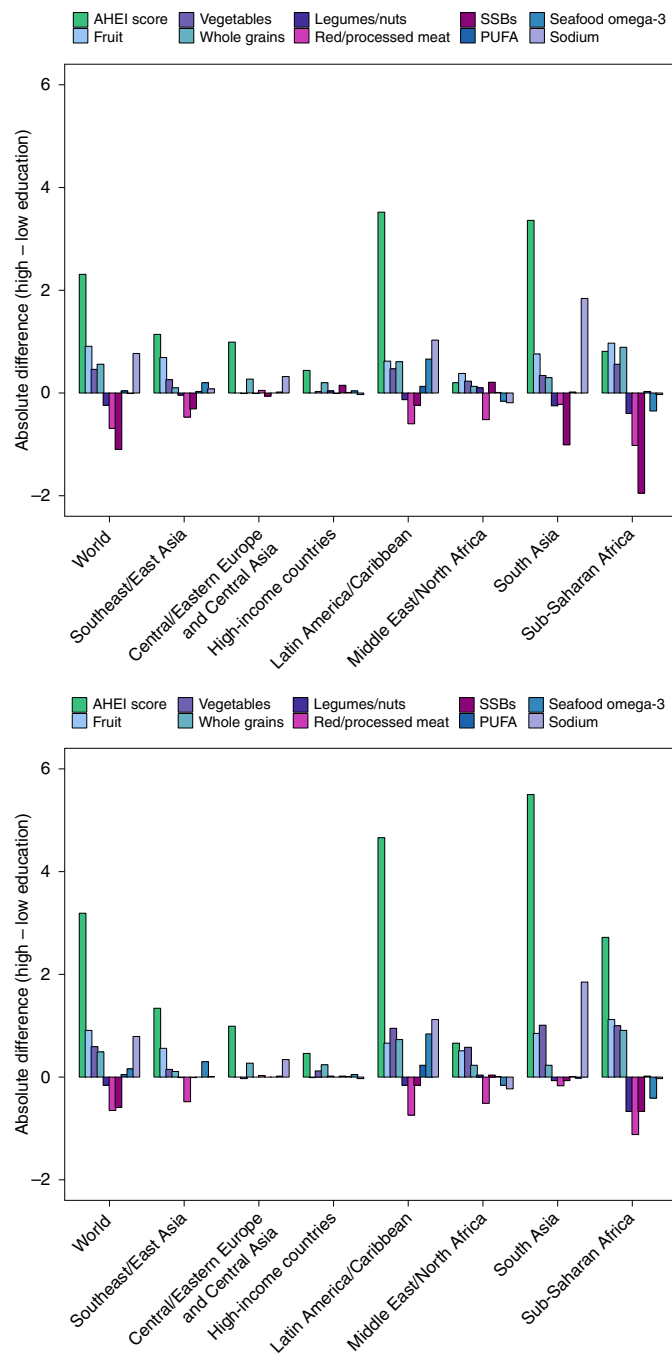 AHEI score Vegetables Legumes/nuts SSBs Seafood omega-3
Fruit Whole grains Red/processed meat PUFA Sodium
Absolute difference (high – low education)
6
4
2
0
–2
World
Southeast/East Asia
Central/Eastern Europe
and Central Asia
High-income countries
Latin America/Caribbean
Middle East/North Africa
South Asia
Sub-Saharan Africa
AHEI score Vegetables Legumes/nuts SSBs Seafood omega-3
Fruit Whole grains Red/processed meat PUFA Sodium
Absolute difference (high – low education)
6
4
2
0
–2
World
Southeast/East Asia
Central/Eastern Europe
and Central Asia
High-income countries
Latin America/Caribbean
Middle East/North Africa
South Asia
Sub-Saharan Africa